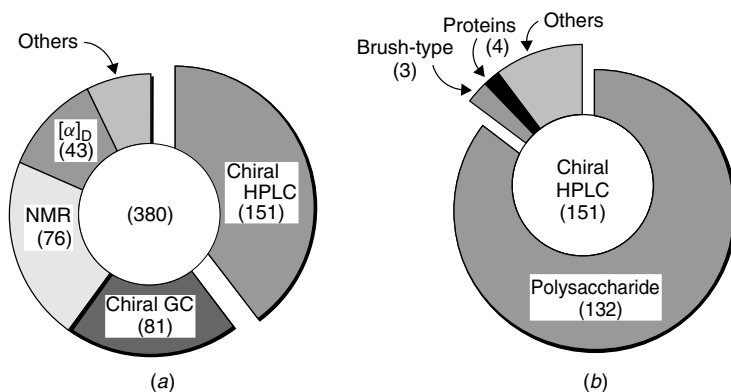 Others
[α]D
(43)
NMR
(76)
(380)
Chiral
HPLC
(151)
Chiral GC
(81)
(a)
Proteins
(4)
Others
Brush-type
(3)
Chiral
HPLC
(151)
Polysaccharide
(132)
(b)